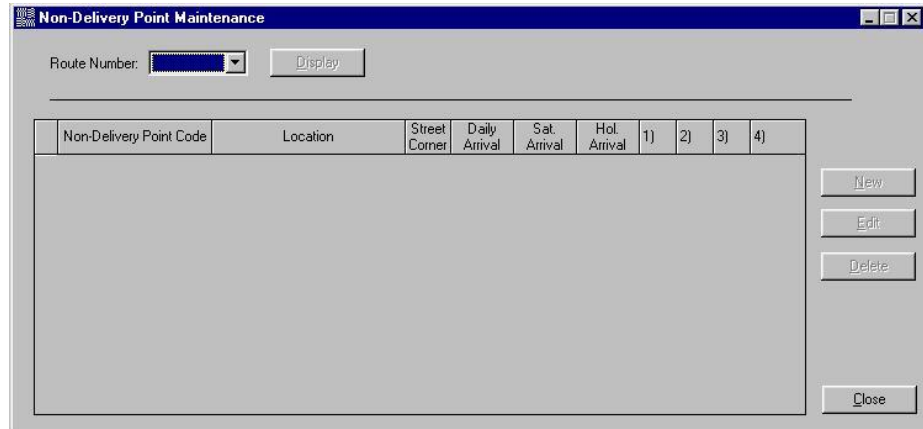 Non-Delivery Point Maintenance
Route Number:
Display
Non-Delivery Point Code Location Street Corner Daily Arrival Sat. Arrival Hol. Arrival 1) 2) 3) 4)
New
Edit
Delete
Close